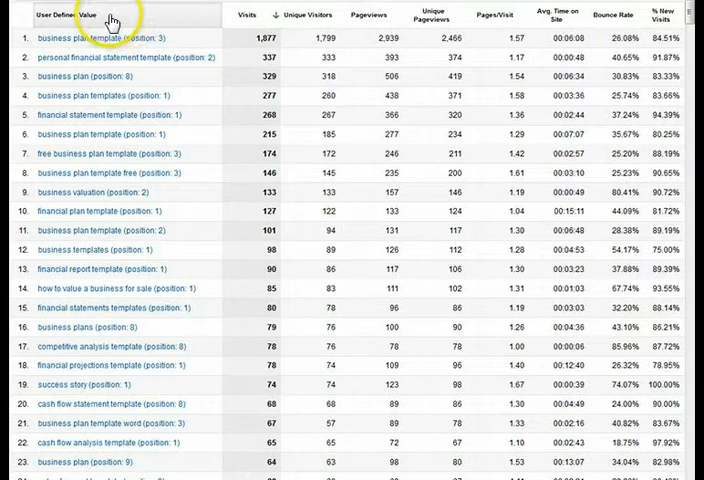 User Defined Value Visits Unique Visitors Pageviews Unique Pageviews Pages/Visit Avg. Time on Site Bounce Rate % New Visits
1. business plan template (position: 3) 1,877 1,799 2,939 2,466 1.57 00:06:08 26.08% 84.51%
2. personal financial statement template (position: 2) 337 333 393 374 1.17 00:00:48 40.65% 91.87%
3. business plan (position: 8) 329 318 506 419 1.54 00:06:34 30.83% 83.33%
4. business plan templates (position: 1) 277 260 438 371 1.58 00:03:36 25.74% 83.66%
5. financial statement template (position: 1) 268 267 366 320 1.36 00:02:44 37.24% 94.39%
6. business plan template (position: 1) 215 185 277 234 1.29 00:07:07 35.67% 80.25%
7. free business plan template (position: 3) 174 172 246 211 1.42 00:02:57 25.20% 88.19%
8. business plan template free (position: 3) 146 145 235 200 1.61 00:03:10 25.23% 90.65%
9. business valuation (position: 2) 133 133 157 146 1.19 00:00:49 80.41% 90.72%
10. financial plan template (position: 1) 127 122 133 124 1.04 00:15:11 44.09% 81.72%
11. business plan template (position: 2) 101 94 131 117 1.30 00:06:48 28.38% 89.19%
12. business templates (position: 1) 98 89 126 112 1.28 00:04:53 54.17% 75.00%
13. financial report template (position: 1) 90 86 117 106 1.30 00:03:23 37.88% 89.39%
14. how to value a business for sale (position: 1) 85 83 111 102 1.31 00:01:03 67.74% 93.55%
15. financial statements templates (position: 1) 80 78 96 86 1.19 00:03:03 32.20% 88.14%
16. business plans (position: 8) 79 76 100 90 1.26 00:04:36 43.10% 86.21%
17. competitive analysis template (position: 8) 78 76 78 78 1.00 00:00:06 85.96% 87.72%
18. financial projections template (position: 1) 78 74 109 96 1.40 00:12:40 26.32% 78.95%
19. success story (position: 1) 74 74 123 98 1.67 00:00:39 74.07% 100.00%
20. cash flow statement template (position: 8) 68 68 89 86 1.30 00:04:49 24.00% 90.00%
21. business plan template word (position: 3) 67 57 89 78 1.33 00:02:16 40.82% 83.67%
22. cash flow analysis template (position: 1) 65 65 72 67 1.10 00:02:43 18.75% 97.92%
23. business plan (position: 9) 64 63 98 80 1.53 00:13:07 34.04% 82.98%